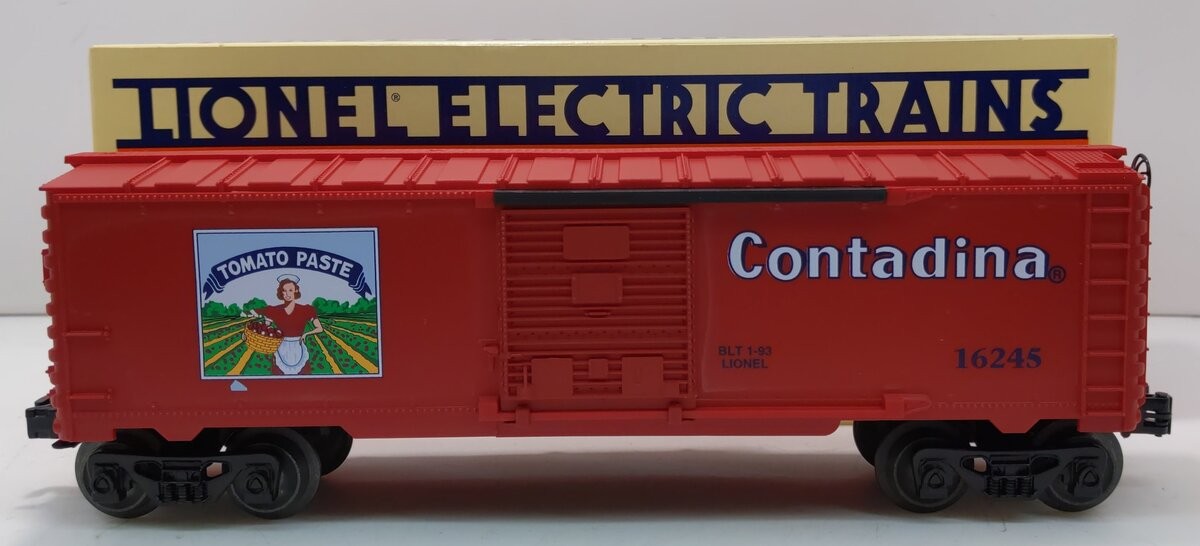 LIONEL® ELECTRIC TRAINS
TOMATO PASTE
Contadina®
BLT 1-93
LIONEL
16245